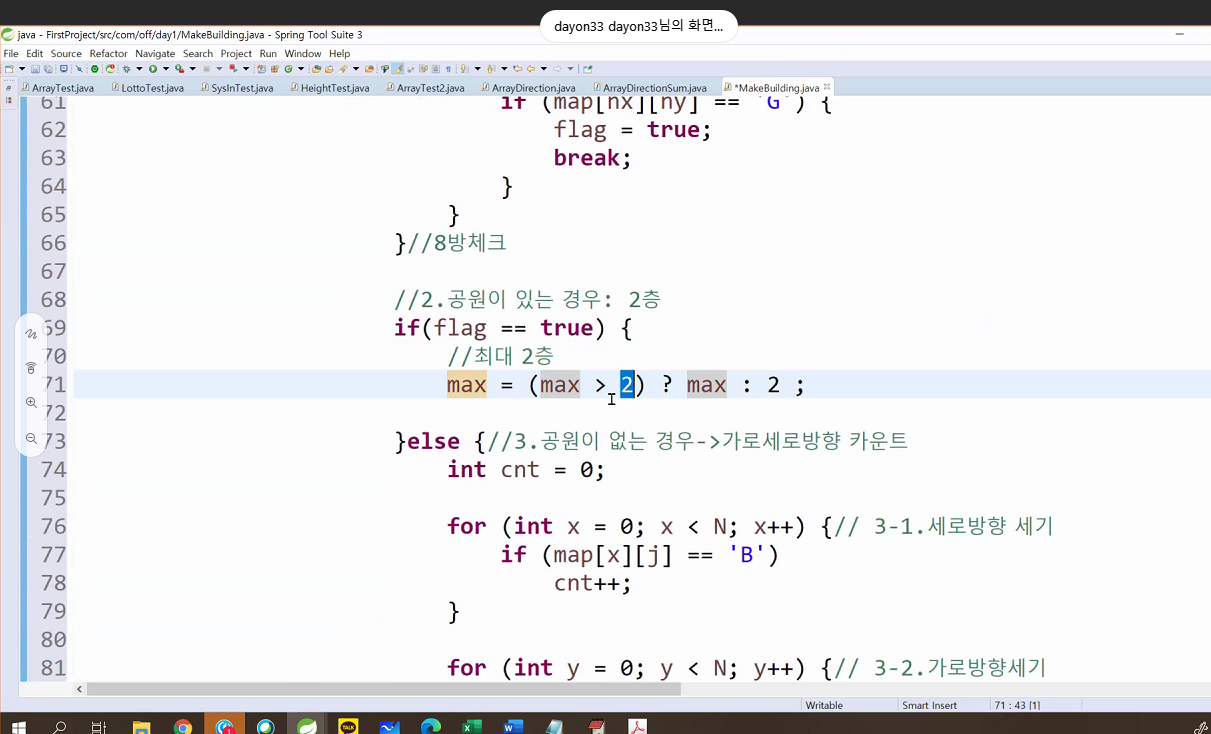 dayon33 dayon33님의 화면...
java - FirstProject/src/com/off/day1/MakeBuilding.java - Spring Tool Suite 3
File Edit Source Refactor Navigate Search Project Run Window Help
ArrayTest.java LottoTest.java SysInTest.java HeightTest.java ArrayTest2.java ArrayDirection.java ArrayDirectionSum.java *MakeBuilding.java
61 if (map[nx][ny] == 'G') {
62 flag = true;
63 break;
64 }
65 }
66 }//8방체크
67
68 //2.공원이 있는 경우: 2층
69 if(flag == true) {
70 //최대 2층
71 max = (max > 2) ? max : 2 ;
72
73 }else {//3.공원이 없는 경우->가로세로방향 카운트
74 int cnt = 0;
75
76 for (int x = 0; x < N; x++) {// 3-1.세로방향 세기
77 if (map[x][j] == 'B')
78 cnt++;
79 }
80
81 for (int y = 0; y < N; y++) {// 3-2.가로방향세기
Writable Smart Insert 71 : 43 [1]
TALK